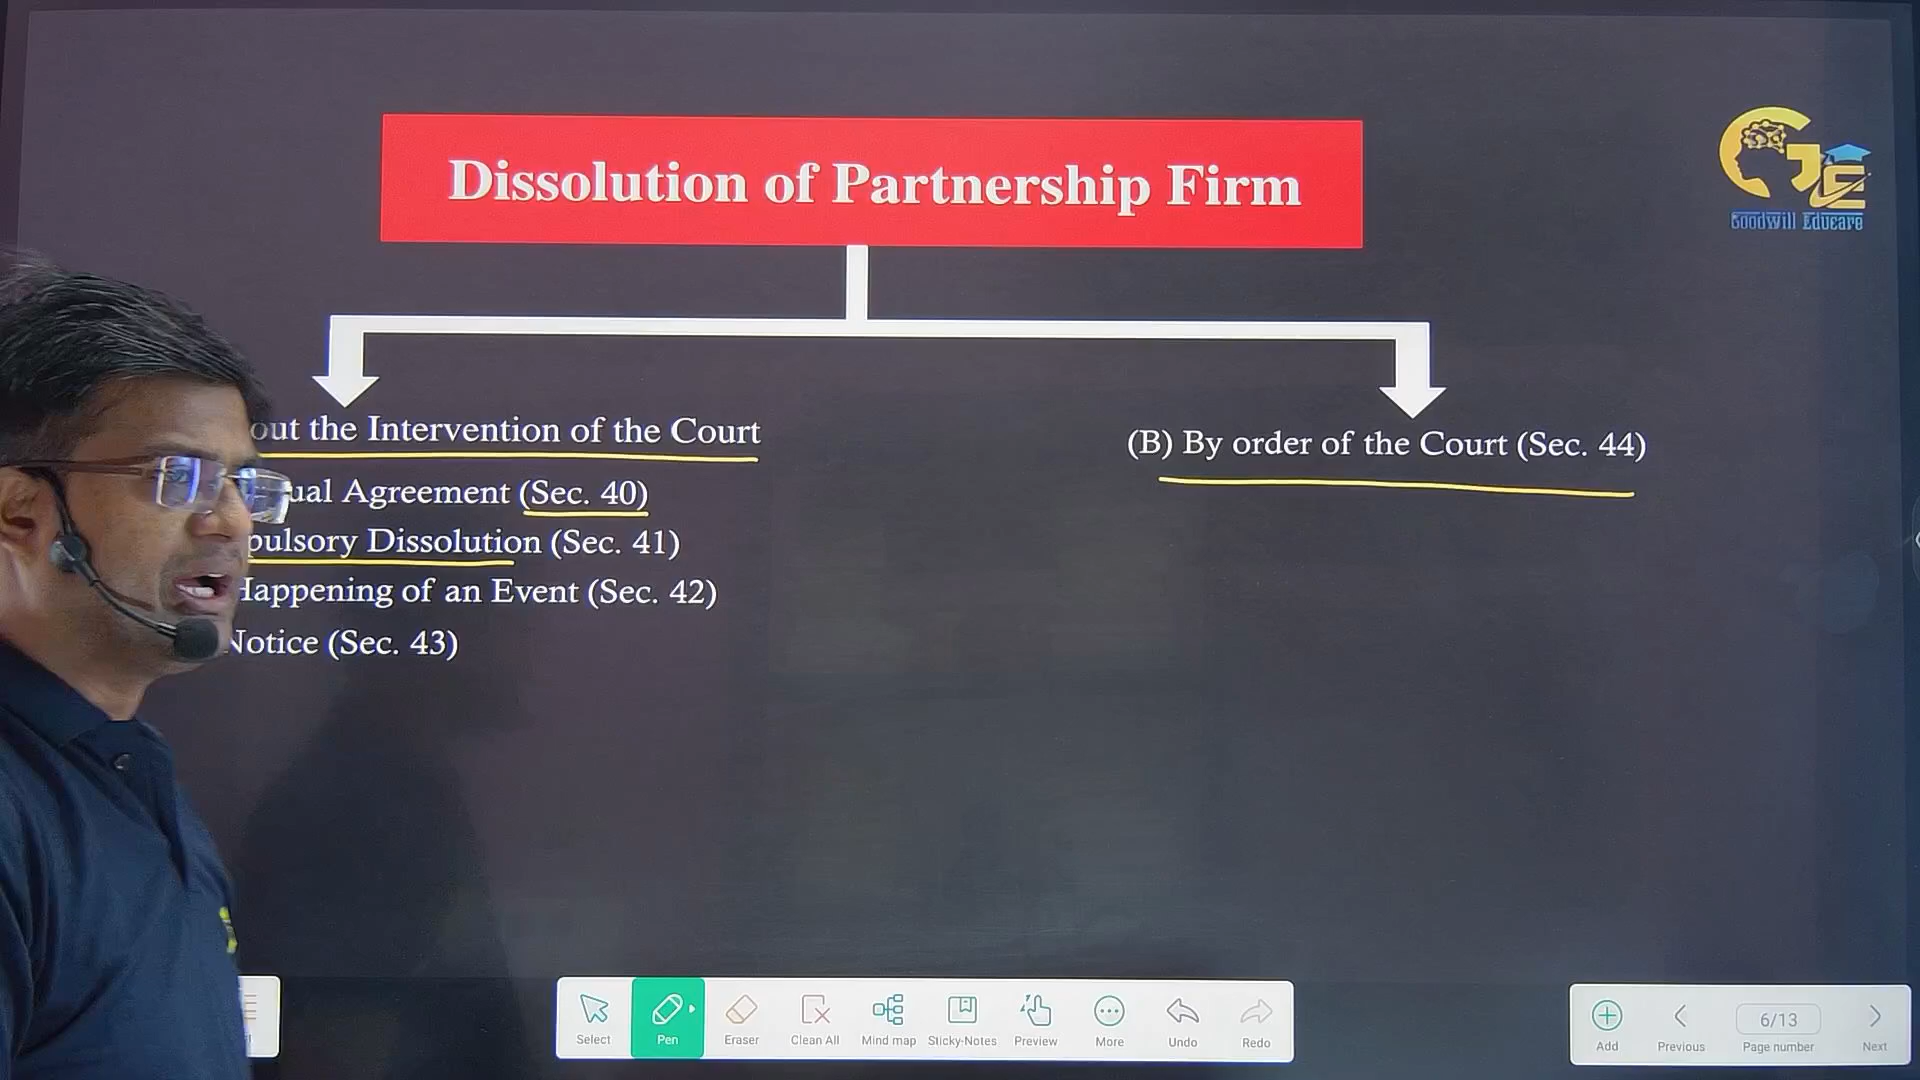 Dissolution of Partnership Firm
Goodwill Educare
out the Intervention of the Court
ual Agreement (Sec. 40)
pulsory Dissolution (Sec. 41)
Happening of an Event (Sec. 42)
Notice (Sec. 43)
(B) By order of the Court (Sec. 44)
Select
Pen
Eraser
Clean All
Mind map
Sticky-Notes
Preview
More
Undo
Redo
Add
Previous
6/13
Page number
Next